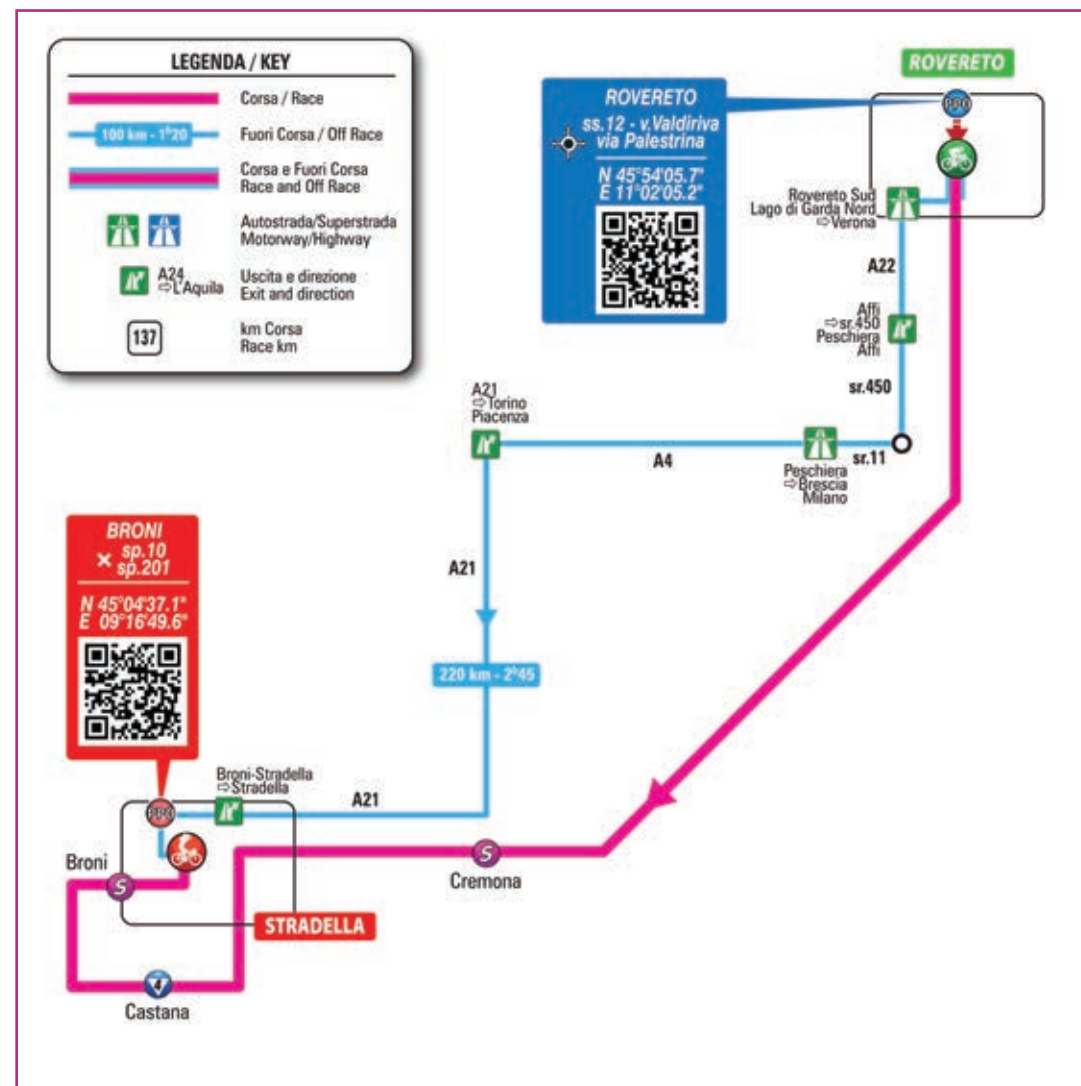 LEGENDA / KEY
Corsa / Race
100 km - 1ʰ20
Fuori Corsa / Off Race
Corsa e Fuori Corsa
Race and Off Race
Autostrada/Superstrada
Motorway/Highway
A24
⇨L'Aquila
Uscita e direzione
Exit and direction
137
km Corsa
Race km
ROVERETO
ROVERETO
ss.12 - v.Valdiriva
via Palestrina
N 45°54'05.7"
E 11°02'05.2"
PPO
Rovereto Sud
Lago di Garda Nord
⇨Verona
A22
Affi
⇨sr.450
Peschiera
Affi
sr.450
A21
⇨Torino
Piacenza
A4
sr.11
Peschiera
⇨Brescia
Milano
BRONI
× sp.10
sp.201
N 45°04'37.1"
E 09°16'49.6"
A21
220 km - 2ʰ45
Broni-Stradella
⇨Stradella
A21
PPO
Broni
S
S
Cremona
STRADELLA
4
Castana